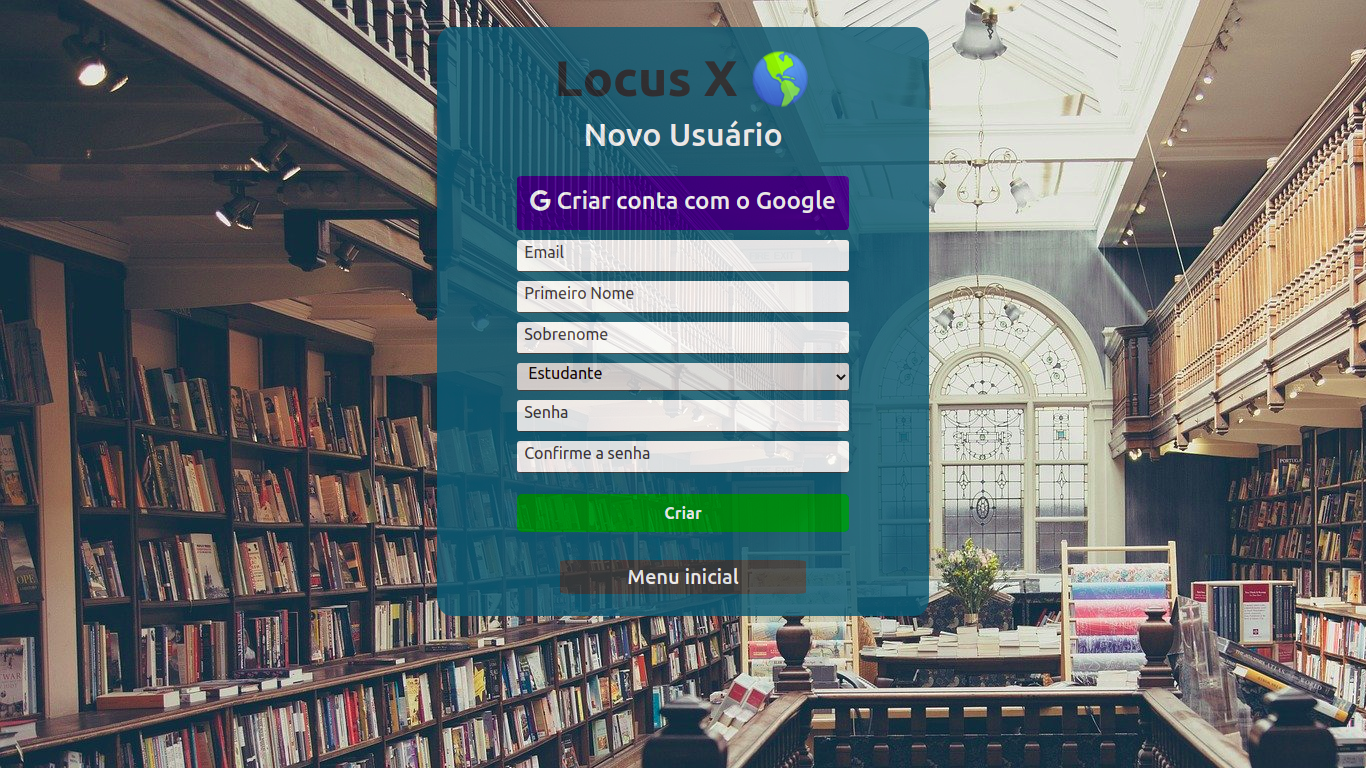 Locus X
Novo Usuário
G Criar conta com o Google
Email
Primeiro Nome
Sobrenome
Estudante
Senha
Confirme a senha
Criar
Menu inicial